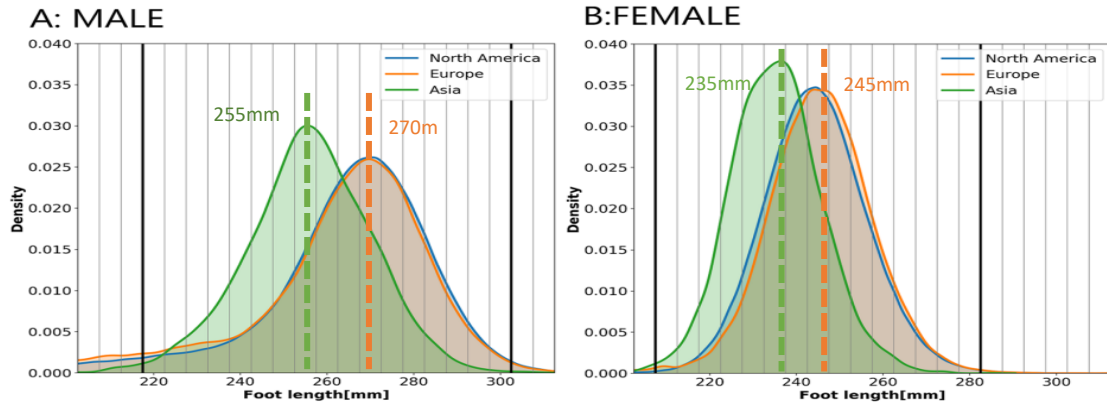 A: MALE
0.040
0.035
0.030
0.025
0.020
0.015
0.010
0.005
0.000
Density
North America
Europe
Asia
255mm
270m
220
240
260
280
300
Foot length[mm]
B:FEMALE
0.040
0.035
0.030
0.025
0.020
0.015
0.010
0.005
0.000
Density
North America
Europe
Asia
235mm
245mm
220
240
260
280
300
Foot length[mm]